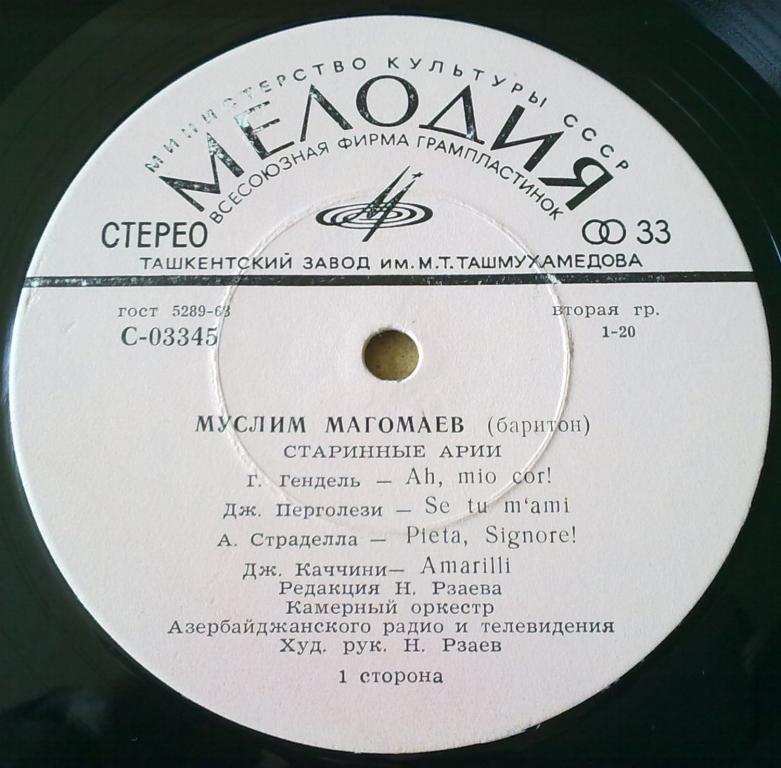 МИНИСТЕРСТВО КУЛЬТУРЫ СССР
МЕЛОДИЯ
ВСЕСОЮЗНАЯ ФИРМА ГРАМПЛАСТИНОК
СТЕРЕО 33
ТАШКЕНТСКИЙ ЗАВОД ИМ. М.Т. ТАШМУХАМЕДОВА
гост 5289-68 вторая гр.
С-03345 1-20
МУСЛИМ МАГОМАЕВ (баритон)
СТАРИННЫЕ АРИИ
Г. Гендель — Ah, mio cor!
Дж. Перголези — Se tu m'ami
А. Страделла — Pieta, Signore!
Дж. Каччини— Amarilli
Редакция Н. Рзаева
Камерный оркестр
Азербайджанского радио и телевидения
Худ. рук. Н. Рзаев
1 сторона